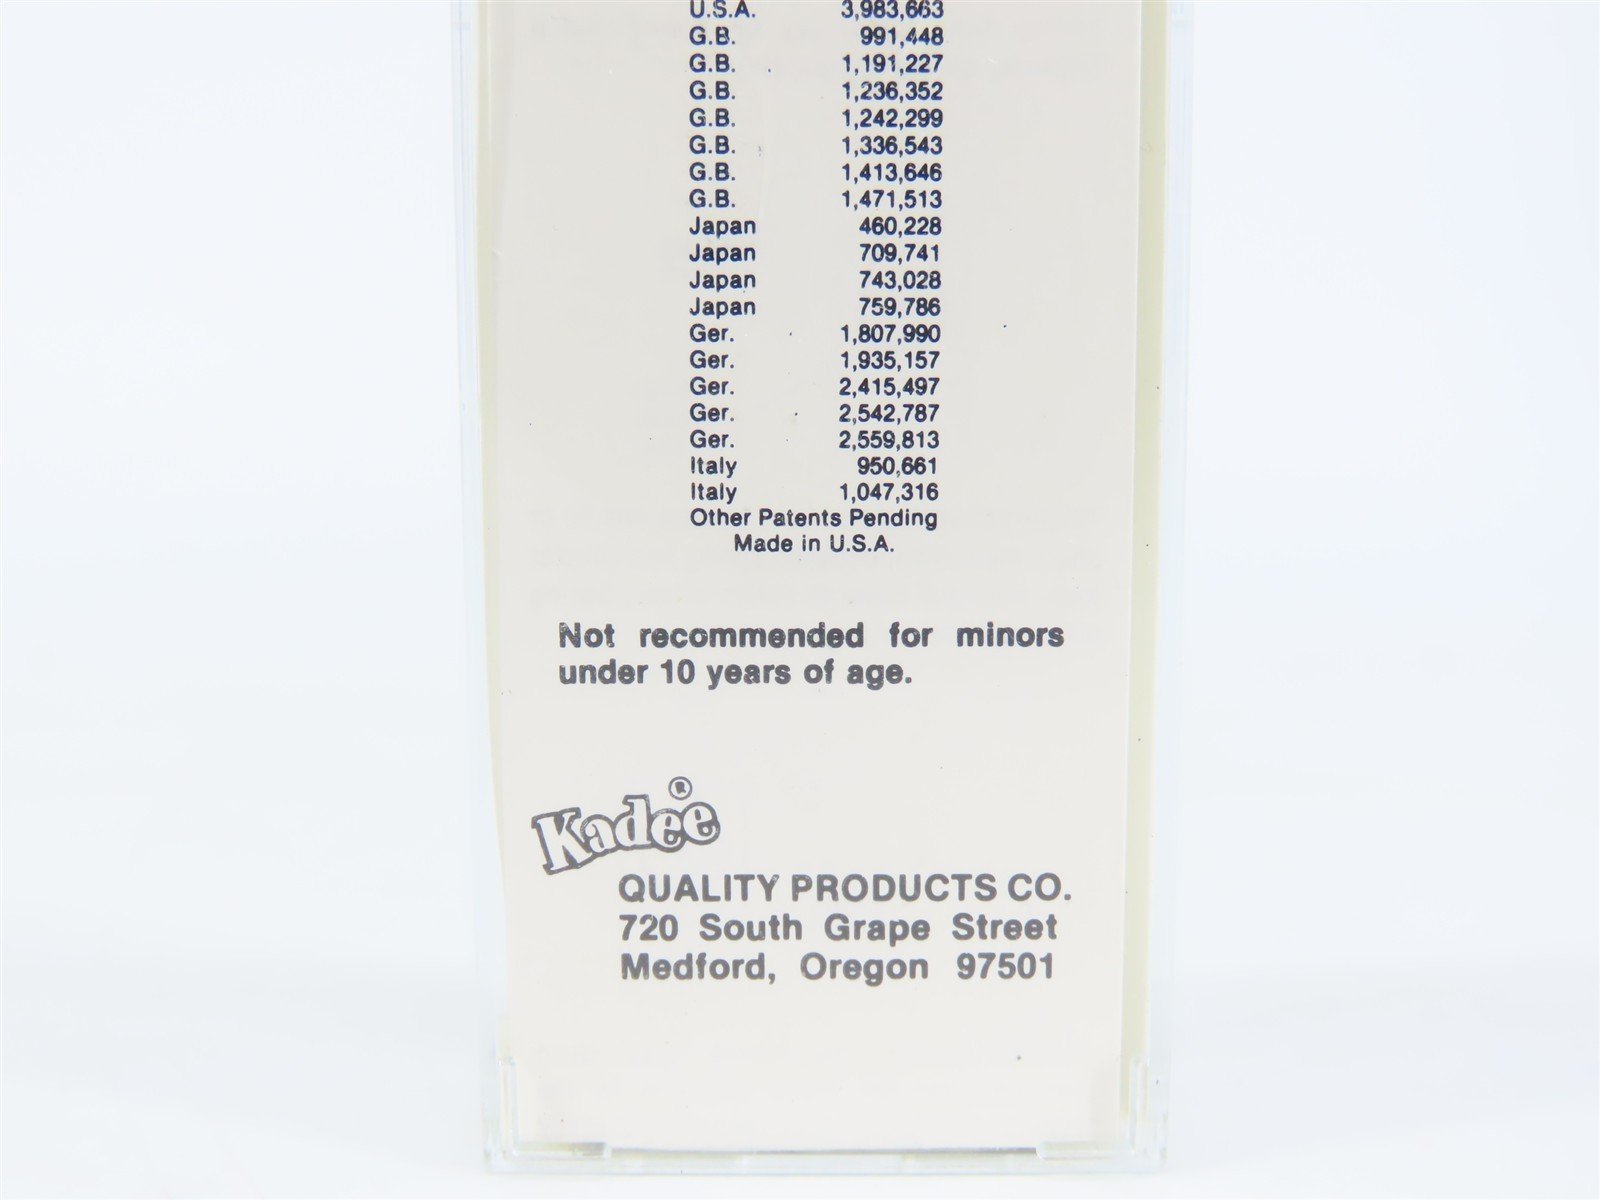 U.S.A. 3,983,663
G.B. 991,448
G.B. 1,191,227
G.B. 1,236,352
G.B. 1,242,299
G.B. 1,336,543
G.B. 1,413,646
G.B. 1,471,513
Japan 460,228
Japan 709,741
Japan 743,028
Japan 759,786
Ger. 1,807,990
Ger. 1,935,157
Ger. 2,415,497
Ger. 2,542,787
Ger. 2,559,813
Italy 950,661
Italy 1,047,316
Other Patents Pending
Made in U.S.A.
Not recommended for minors
under 10 years of age.
Kadee®
QUALITY PRODUCTS CO.
720 South Grape Street
Medford, Oregon 97501